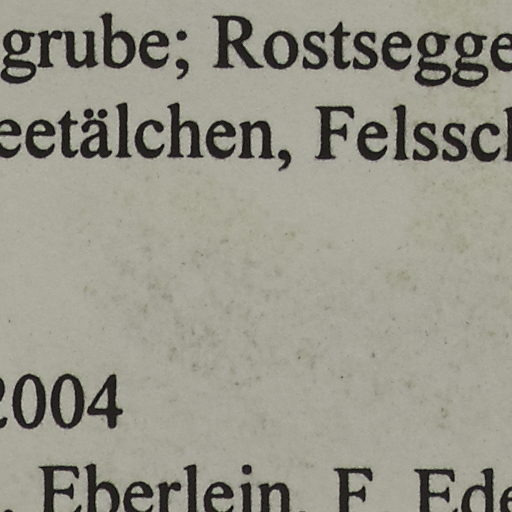 grube; Rostsegge
eetälchen, Felssch
2004
. Eberlein, F. Ede